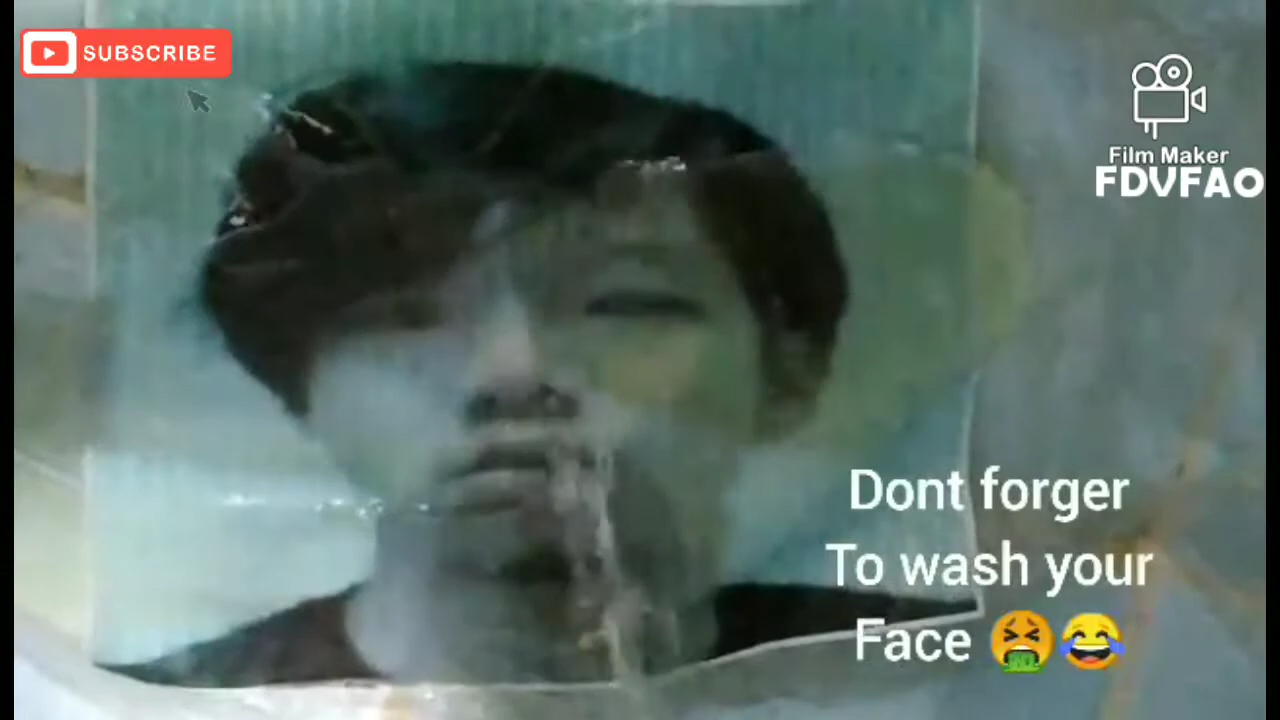 SUBSCRIBE
Film Maker
FDVFAO
Dont forger
To wash your
Face 🤮😂